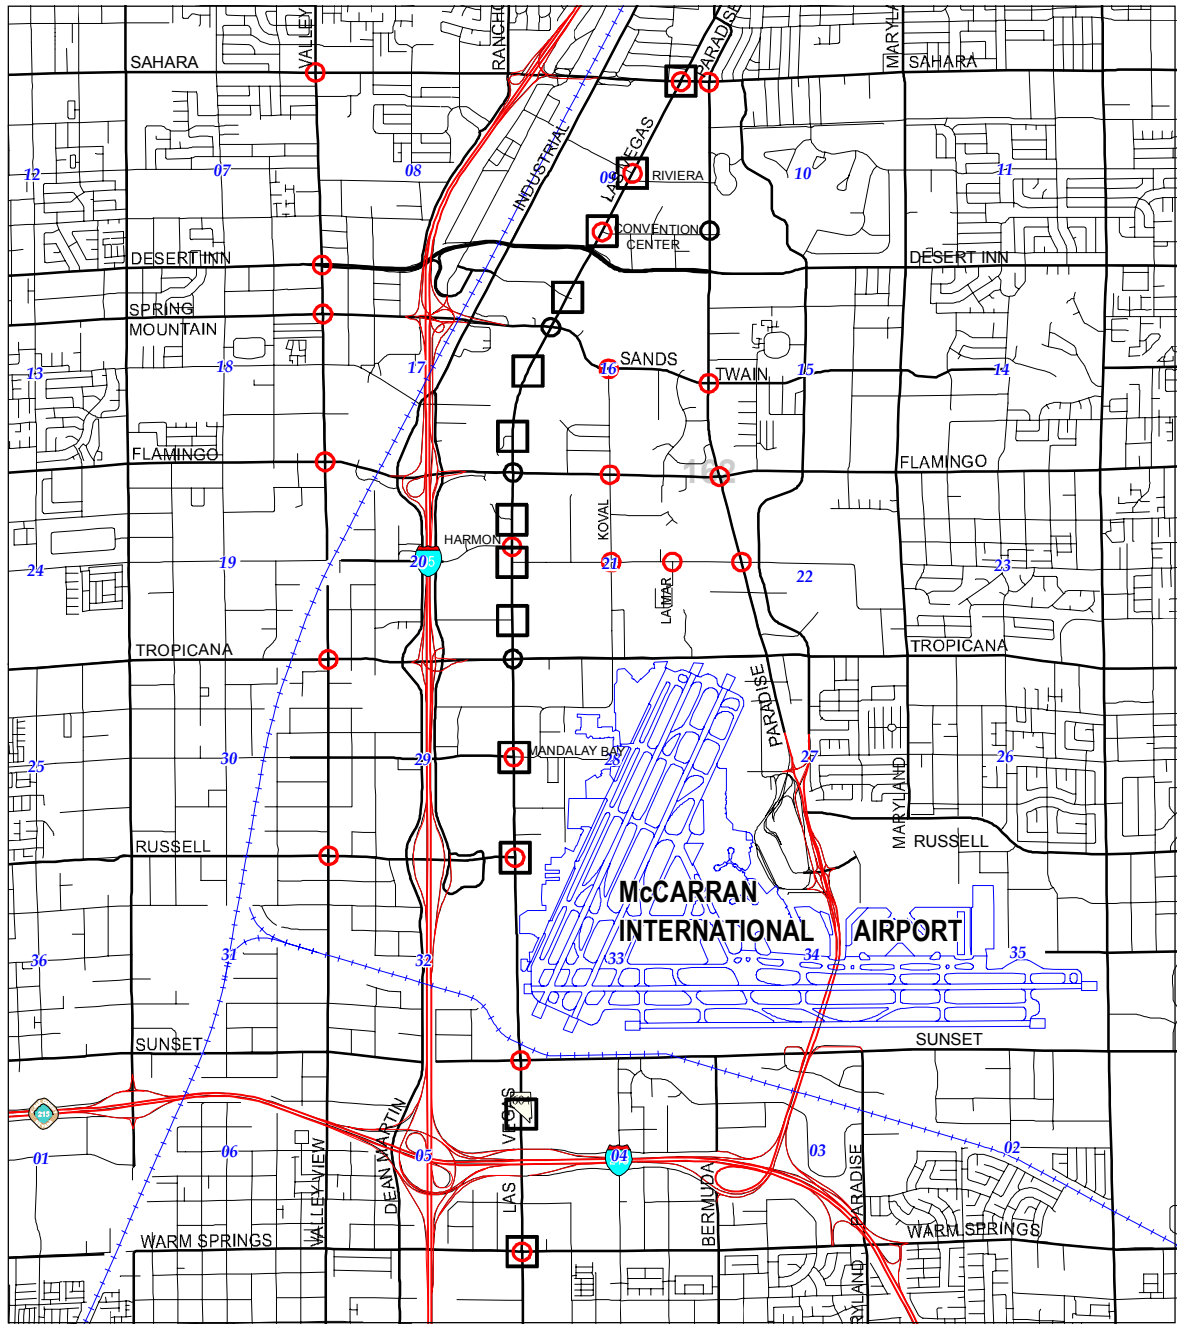 VALLEY
RANCHO
PARADISE
MARYLA
SAHARA
SAHARA
INDUSTRIAL
LAS VEGAS
12
07
08
09
RIVIERA
10
11
CONVENTION
CENTER
DESERT INN
DESERT INN
SPRING
MOUNTAIN
13
18
17
16
SANDS
TWAIN
15
14
FLAMINGO
162
FLAMINGO
KOVAL
HARMON
24
19
20
21
LAMAR
22
23
TROPICANA
TROPICANA
PARADISE
MANDALAY BAY
25
30
29
28
27
26
MARYLAND
RUSSELL
RUSSELL
McCARRAN
INTERNATIONAL AIRPORT
36
31
32
33
34
35
SUNSET
SUNSET
215
LAS VEGAS
DEAN MARTIN
VALLEY VIEW
BERMUDA
PARADISE
01
06
05
04
03
02
WARM SPRINGS
WARM SPRINGS
RYLAND